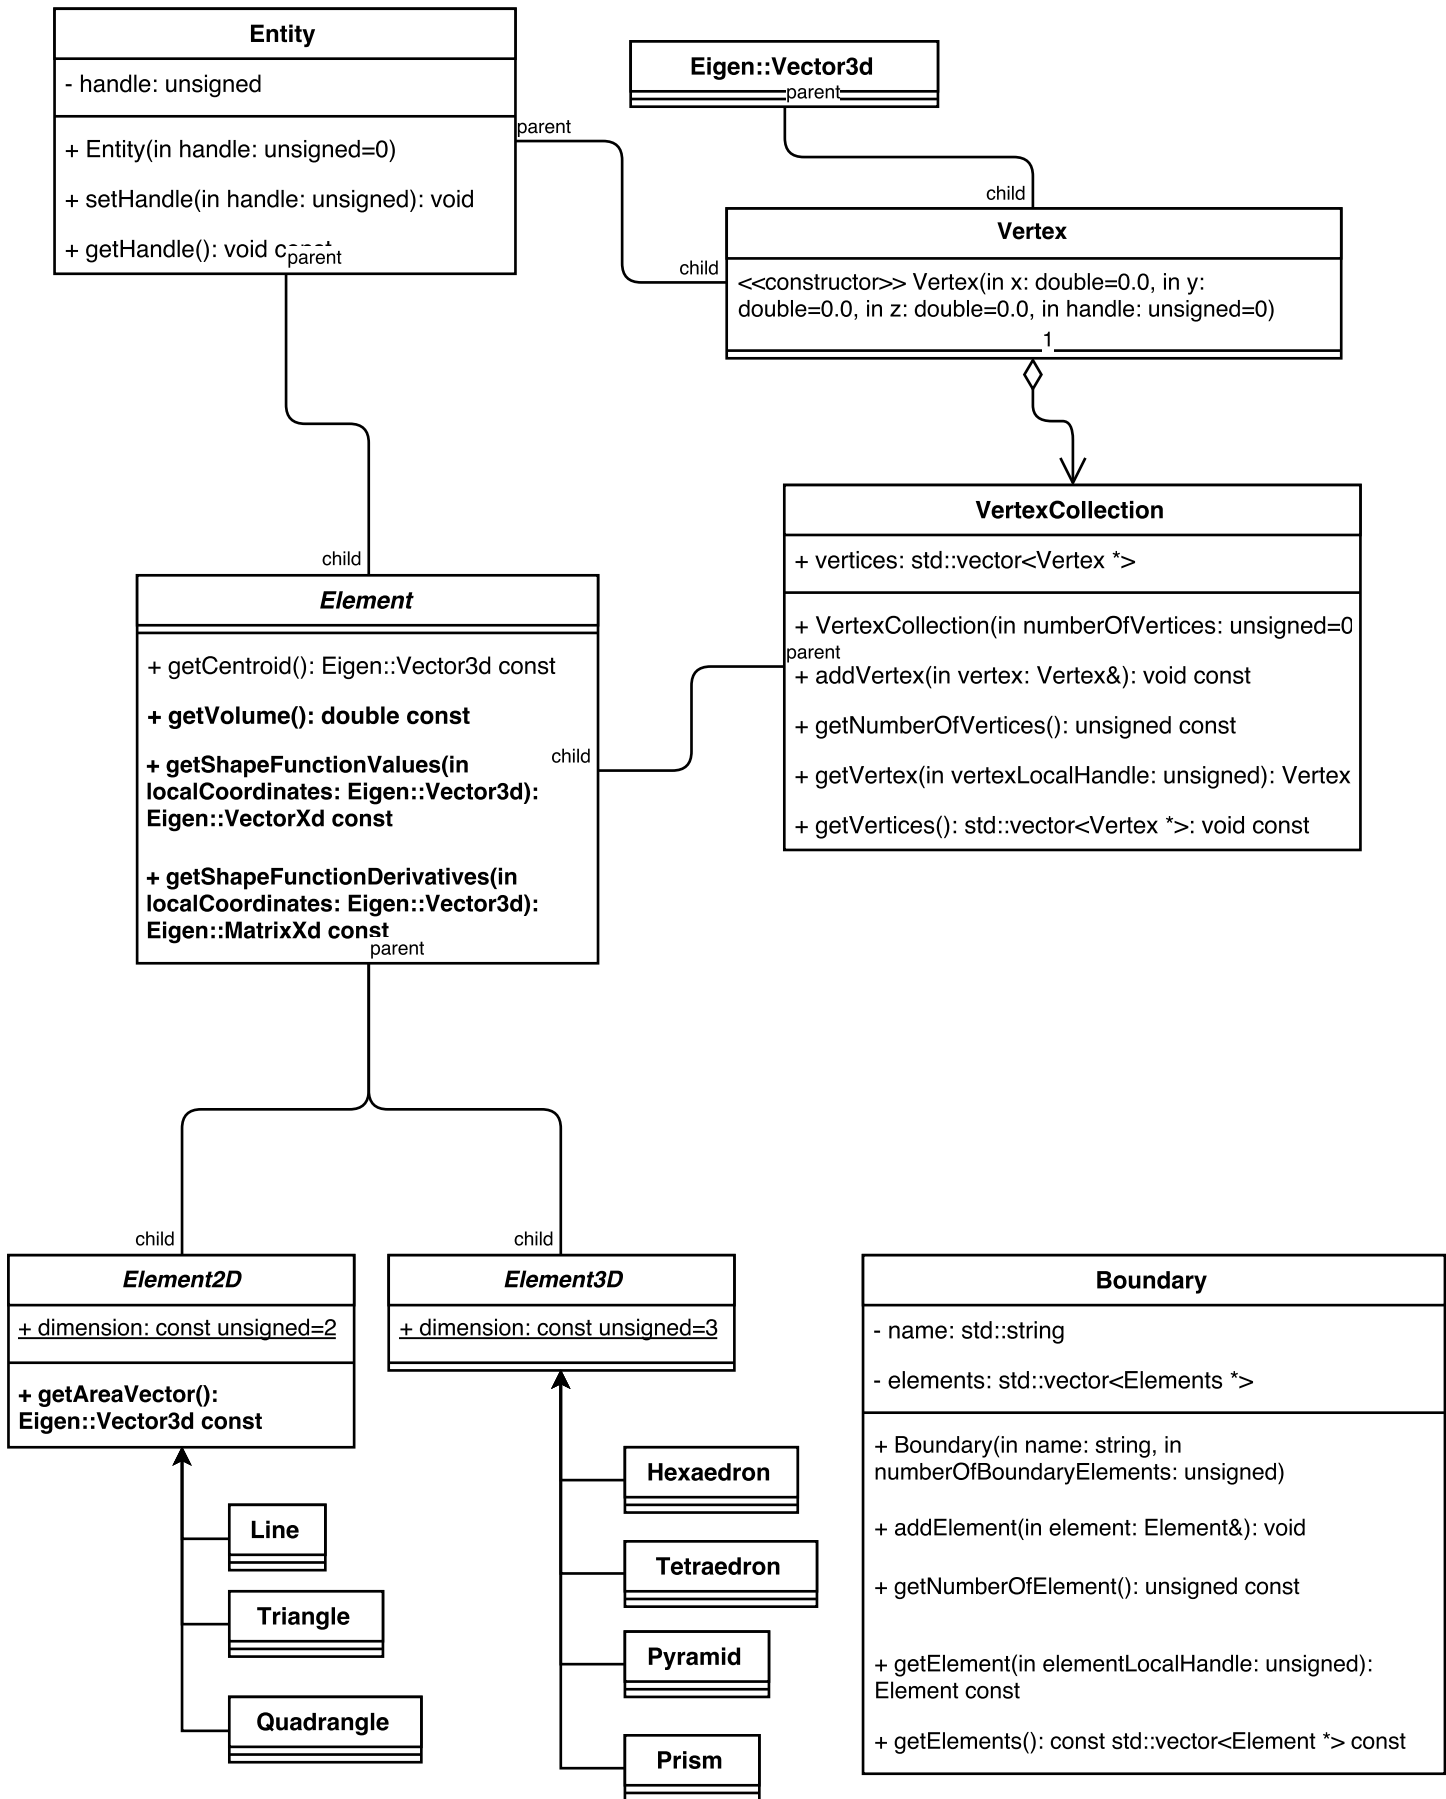 Entity
- handle: unsigned
+ Entity(in handle: unsigned=0)
+ setHandle(in handle: unsigned): void
+ getHandle(): void const
parent
parent
Eigen::Vector3d
parent
child
child
Vertex
<<constructor>> Vertex(in x: double=0.0, in y:
double=0.0, in z: double=0.0, in handle: unsigned=0)
1
VertexCollection
+ vertices: std::vector<Vertex *>
+ VertexCollection(in numberOfVertices: unsigned=0
parent
+ addVertex(in vertex: Vertex&): void const
+ getNumberOfVertices(): unsigned const
+ getVertex(in vertexLocalHandle: unsigned): Vertex
+ getVertices(): std::vector<Vertex *>: void const
child
Element
+ getCentroid(): Eigen::Vector3d const
+ getVolume(): double const
child
+ getShapeFunctionValues(in
localCoordinates: Eigen::Vector3d):
Eigen::VectorXd const
+ getShapeFunctionDerivatives(in
localCoordinates: Eigen::Vector3d):
Eigen::MatrixXd const
parent
child
child
Element2D
+ dimension: const unsigned=2
+ getAreaVector():
Eigen::Vector3d const
Line
Triangle
Quadrangle
Element3D
+ dimension: const unsigned=3
Hexaedron
Tetraedron
Pyramid
Prism
Boundary
- name: std::string
- elements: std::vector<Elements *>
+ Boundary(in name: string, in
numberOfBoundaryElements: unsigned)
+ addElement(in element: Element&): void
+ getNumberOfElement(): unsigned const
+ getElement(in elementLocalHandle: unsigned):
Element const
+ getElements(): const std::vector<Element *> const